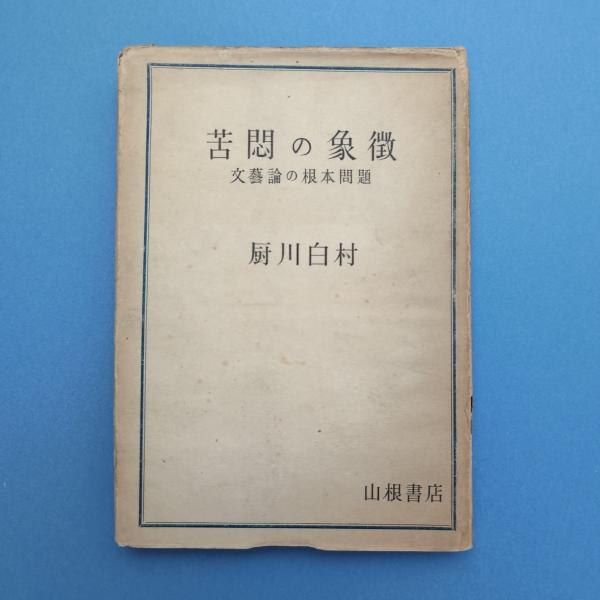 苦悶の象徴
文藝論の根本問題
厨川白村
山根書店